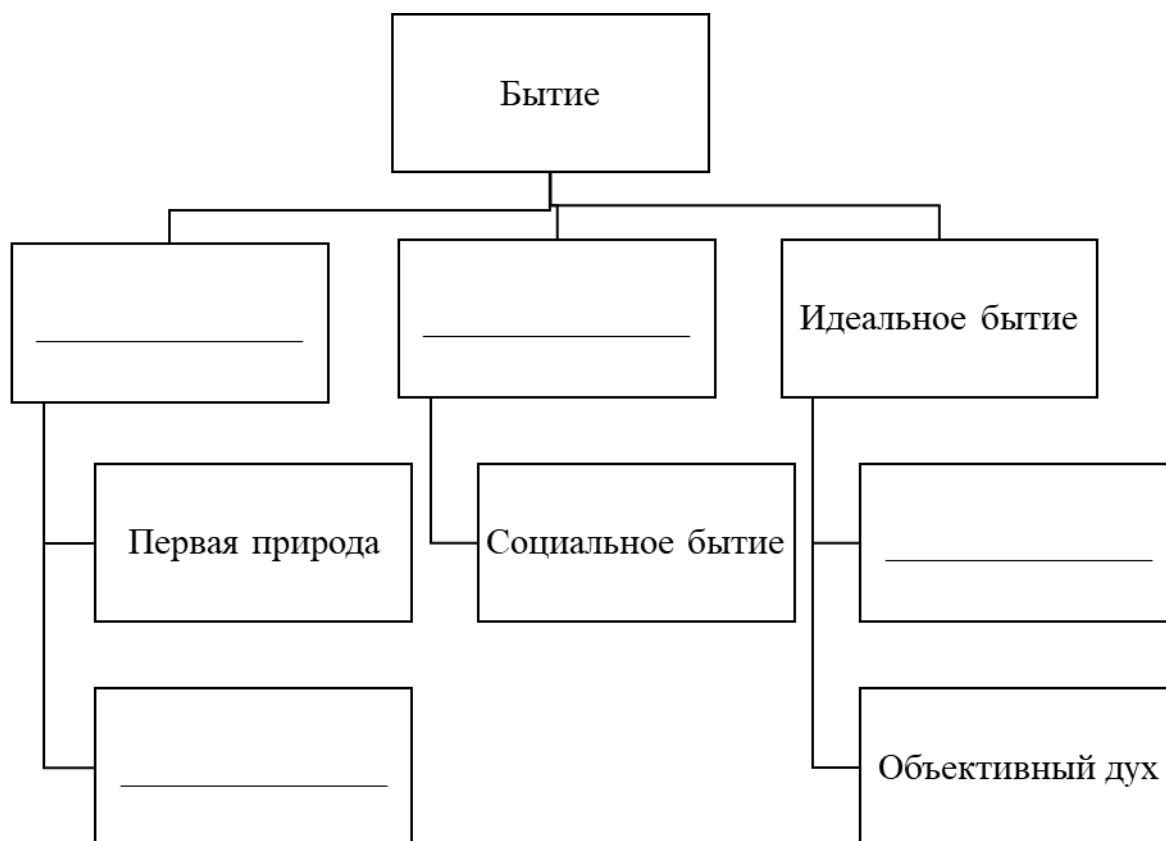 Бытие
Идеальное бытие
Первая природа
Социальное бытие
Объективный дух